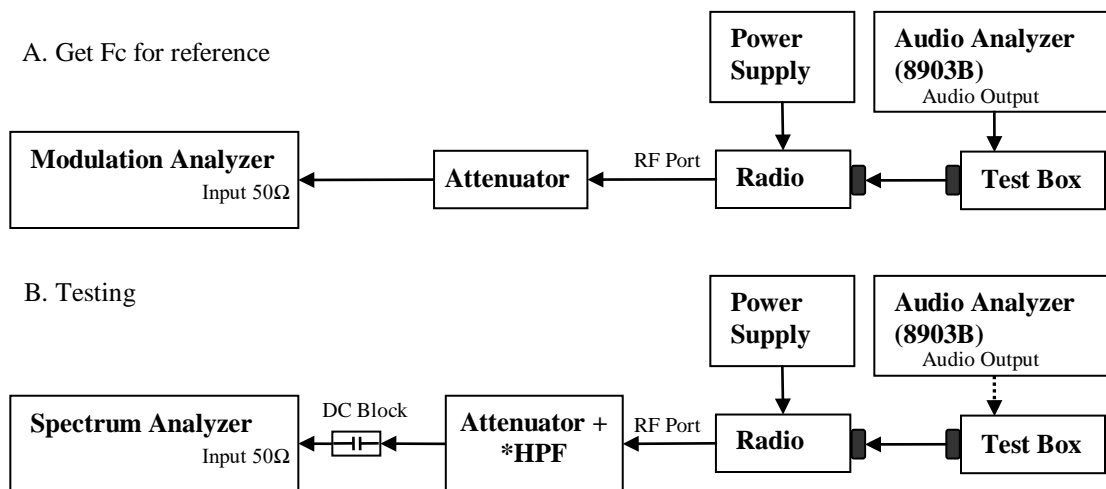 A. Get Fc for reference
Power
Supply
Audio Analyzer
(8903B)
Audio Output
Modulation Analyzer
Input 50Ω
Attenuator
RF Port
Radio
Test Box
B. Testing
Power
Supply
Audio Analyzer
(8903B)
Audio Output
Spectrum Analyzer
Input 50Ω
DC Block
Attenuator +
*HPF
RF Port
Radio
Test Box